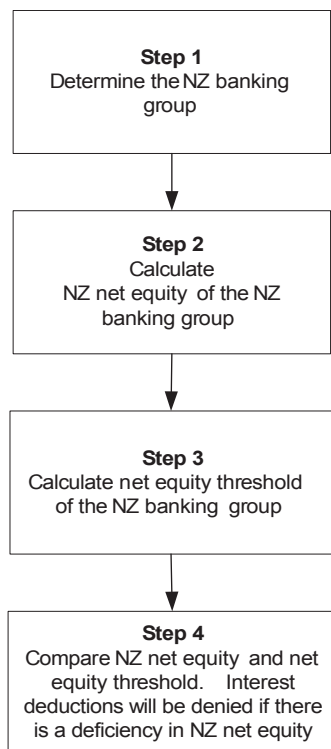 Step 1
Determine the NZ banking
group
Step 2
Calculate
NZ net equity of the NZ
banking group
Step 3
Calculate net equity threshold
of the NZ banking group
Step 4
Compare NZ net equity and net
equity threshold. Interest
deductions will be denied if there
is a deficiency in NZ net equity